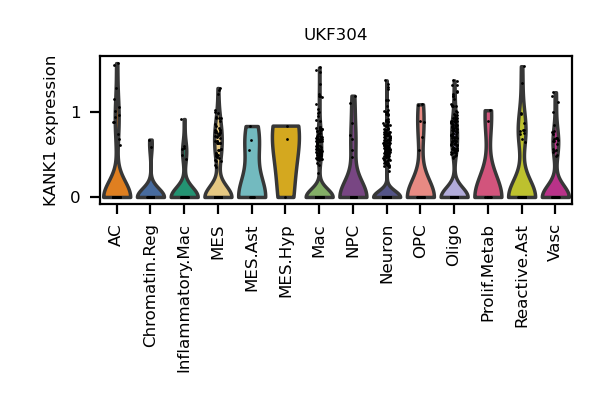 UKF304
KANK1 expression
1
0
AC
Chromatin.Reg
Inflammatory.Mac
MES
MES.Ast
MES.Hyp
Mac
NPC
Neuron
OPC
Oligo
Prolif.Metab
Reactive.Ast
Vasc